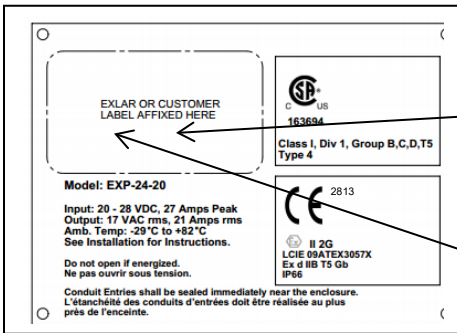 EXLAR OR CUSTOMER
LABEL AFFIXED HERE
SA
C US
163694
Class I, Div 1, Group B,C,D,T5
Type 4
Model: EXP-24-20
Input: 20 - 28 VDC, 27 Amps Peak
Output: 17 VAC rms, 21 Amps rms
Amb. Temp: -29°C to +82°C
See Installation for Instructions.
Do not open if energized.
Ne pas ouvrir sous tension.
CE 2813
Ex II 2G
LCIE 09ATEX3057X
Ex d IIB T5 Gb
IP66
Conduit Entries shall be sealed immediately near the enclosure.
L'étanchéité des conduits d'entrées doit être réalisée au plus
près de l'enceinte.